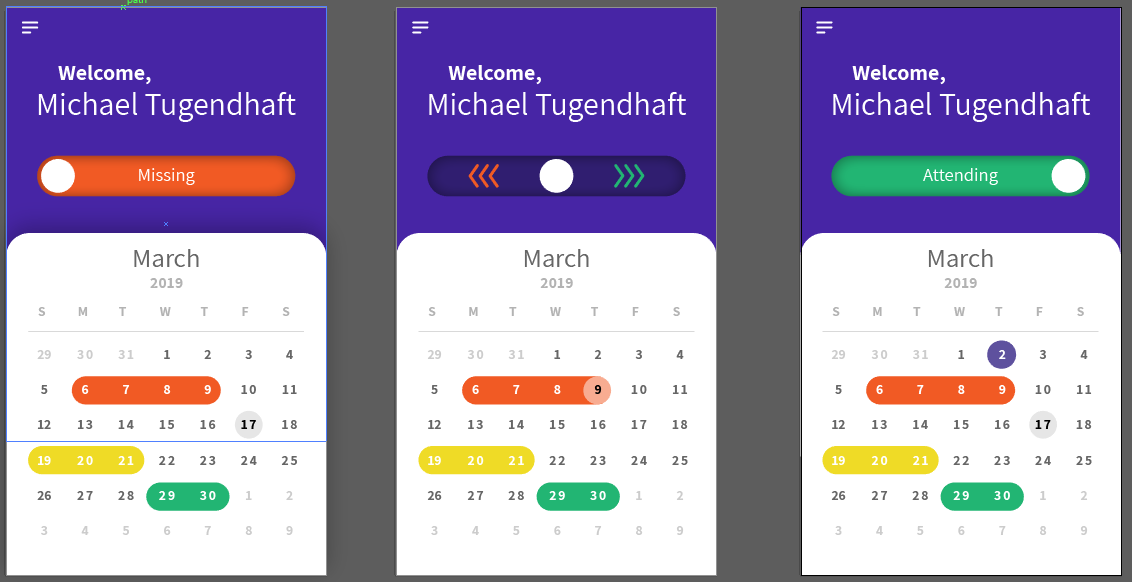 path
Welcome,
Michael Tugendhaft
Missing
March
2019
S M T W T F S
29 30 31 1 2 3 4
5 6 7 8 9 10 11
12 13 14 15 16 17 18
19 20 21 22 23 24 25
26 27 28 29 30 1 2
3 4 5 6 7 8 9
Welcome,
Michael Tugendhaft
March
2019
S M T W T F S
29 30 31 1 2 3 4
5 6 7 8 9 10 11
12 13 14 15 16 17 18
19 20 21 22 23 24 25
26 27 28 29 30 1 2
3 4 5 6 7 8 9
Welcome,
Michael Tugendhaft
Attending
March
2019
S M T W T F S
29 30 31 1 2 3 4
5 6 7 8 9 10 11
12 13 14 15 16 17 18
19 20 21 22 23 24 25
26 27 28 29 30 1 2
3 4 5 6 7 8 9